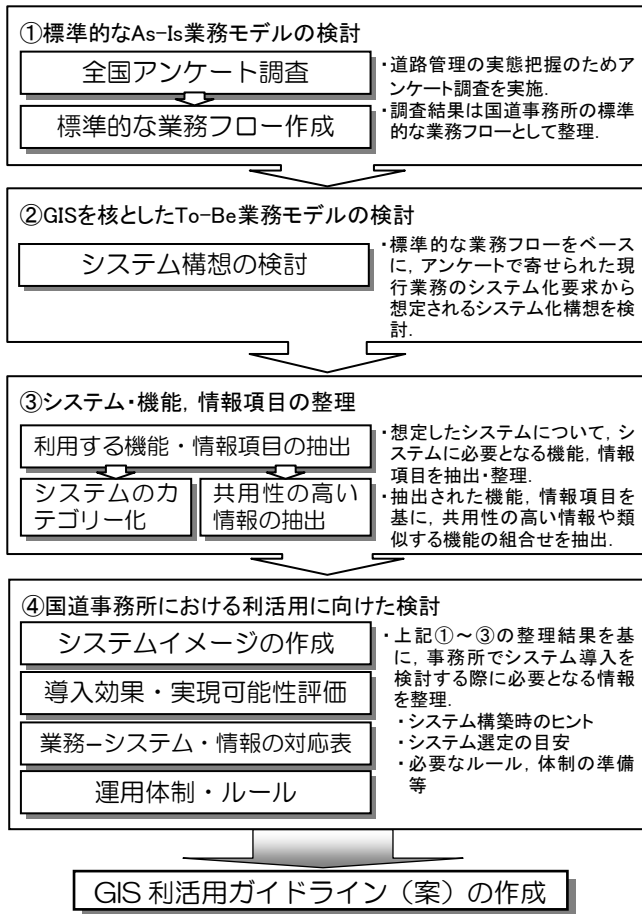 ①標準的なAs-Is業務モデルの検討
全国アンケート調査
標準的な業務フロー作成
・道路管理の実態把握のためア
ンケート調査を実施.
・調査結果は国道事務所の標準
的な業務フローとして整理.
②GISを核としたTo-Be業務モデルの検討
システム構想の検討
・標準的な業務フローをベース
に, アンケートで寄せられた現
行業務のシステム化要求から
想定されるシステム化構想を検
討.
③システム・機能, 情報項目の整理
利用する機能・情報項目の抽出
システムのカ
テゴリー化
共用性の高い
情報の抽出
・想定したシステムについて, シ
ステムに必要となる機能, 情報
項目を抽出・整理.
・抽出された機能, 情報項目を
基に, 共用性の高い情報や類
似する機能の組合せを抽出.
④国道事務所における利活用に向けた検討
システムイメージの作成
導入効果・実現可能性評価
業務−システム・情報の対応表
運用体制・ルール
・上記①～③の整理結果を基
に, 事務所でシステム導入を
検討する際に必要となる情報
を整理.
・システム構築時のヒント
・システム選定の目安
・必要なルール, 体制の準備
等
GIS 利活用ガイドライン（案）の作成